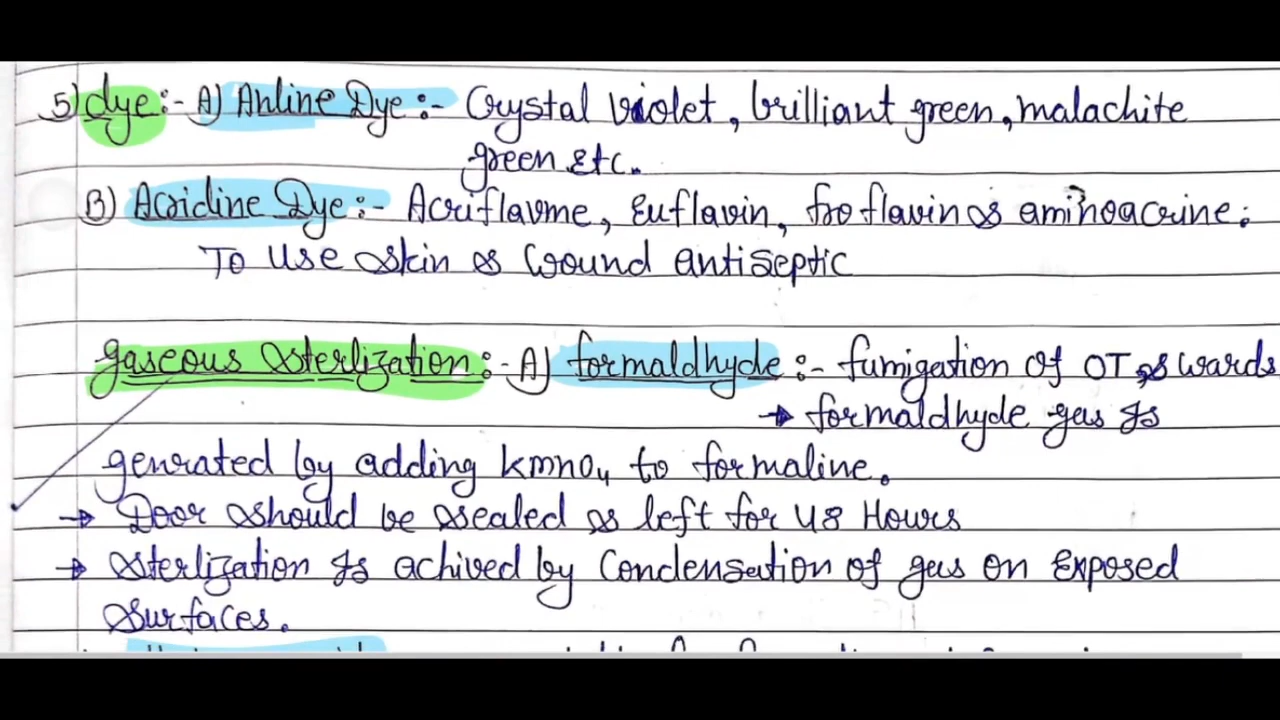 5) dye :- A) Anline Dye :- Crystal violet, brilliant green, malachite
green etc.
B) Acridine Dye :- Acriflavine, Euflavin, Proflavin & aminoacrine.
To use skin & wound antiseptic
gaseous sterlization :- A) formaldhyde :- fumigation of OT & wards
→ formaldhyde gas Is
genrated by adding kmno4 to formaline.
→ Door should be sealed & left for 48 Hours
→ sterlization Is achived by Condensation of gas on Exposed
surfaces.